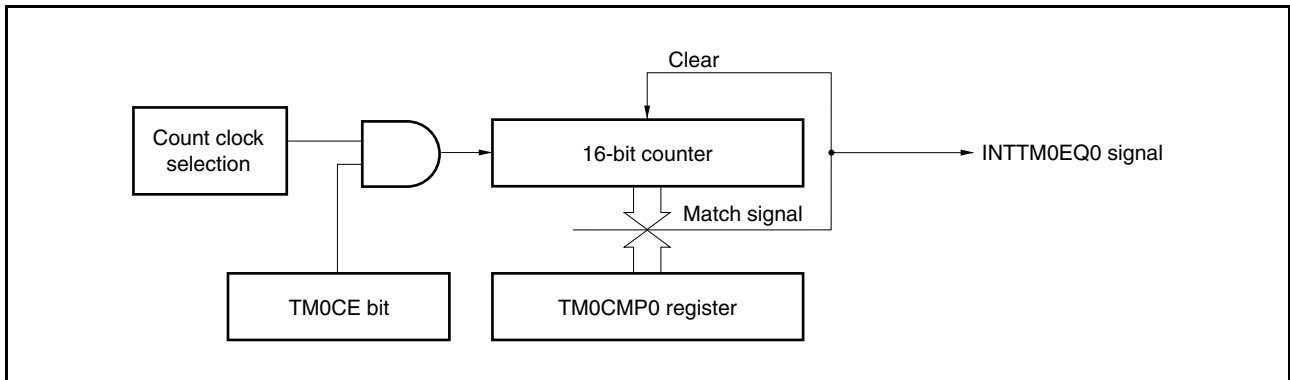 Clear
Count clock
selection
16-bit counter
INTTM0EQ0 signal
Match signal
TM0CE bit
TM0CMP0 register